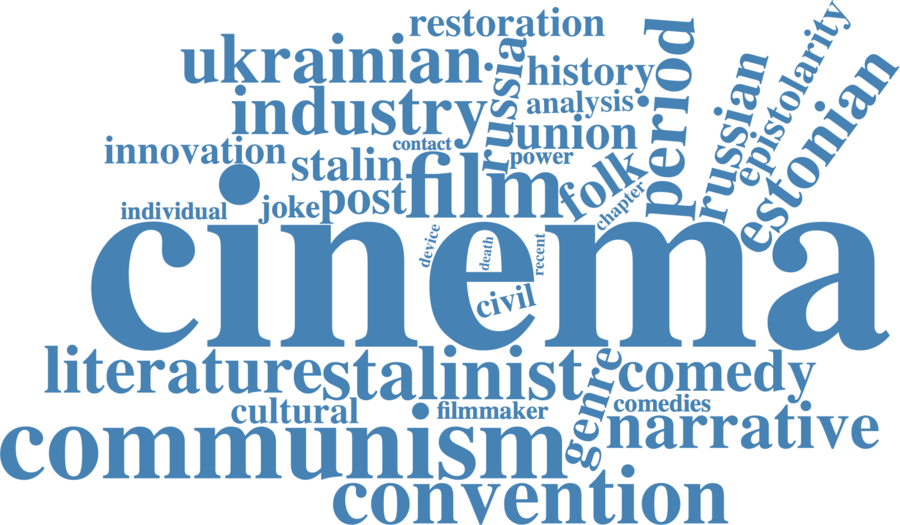 restoration
ukrainian
russia
history
period
russian
epistolarity
estonian
industry
analysis
innovation
contact
union
stalin
power
film
folk
chapter
individual
joke
post
cinema
device
death
recent
civil
literature
stalinist
genre
comedy
cultural
filmmaker
comedies
communism
narrative
convention